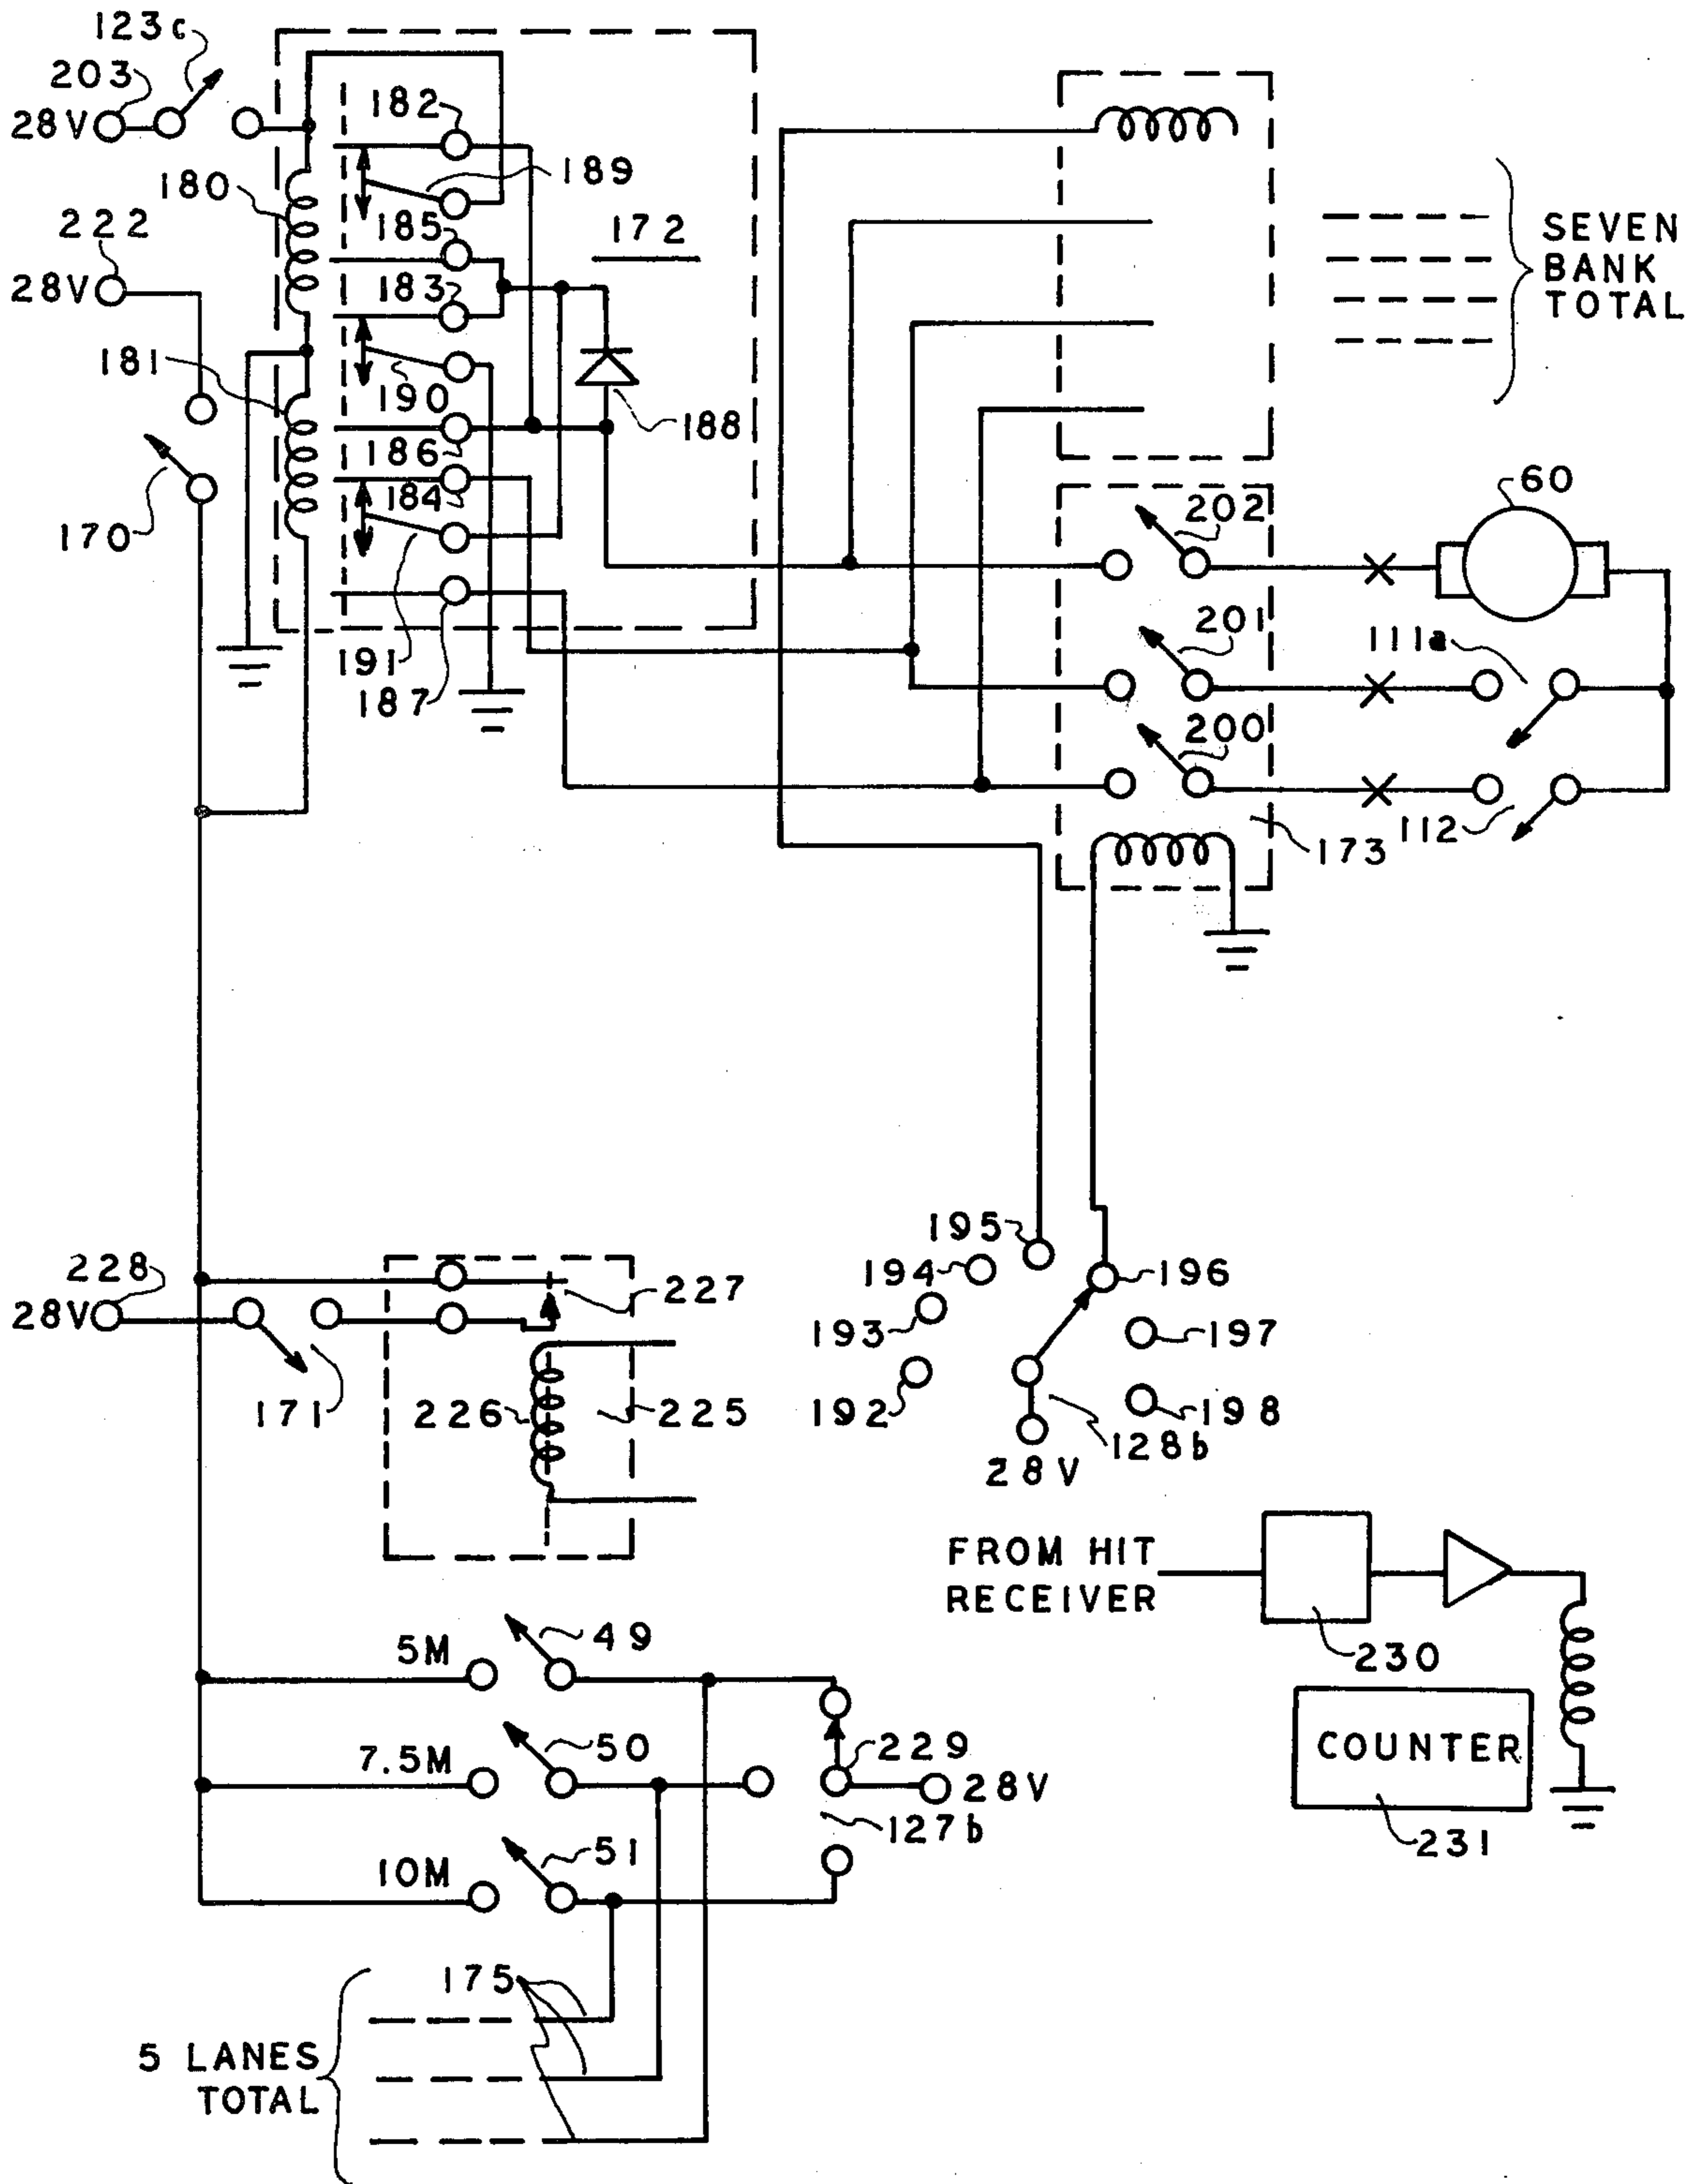 123c
203
28V
182
180
189
222
185
172
28V
183
181
190
188
186
184
170
191
187
SEVEN
BANK
TOTAL
202
60
201
111a
200
112
173
228
28V
227
171
226
225
195
194
196
193
197
192
198
128b
28V
FROM HIT
RECEIVER
230
COUNTER
231
5M
49
7.5M
50
229
28V
127b
10M
51
175
5 LANES
TOTAL